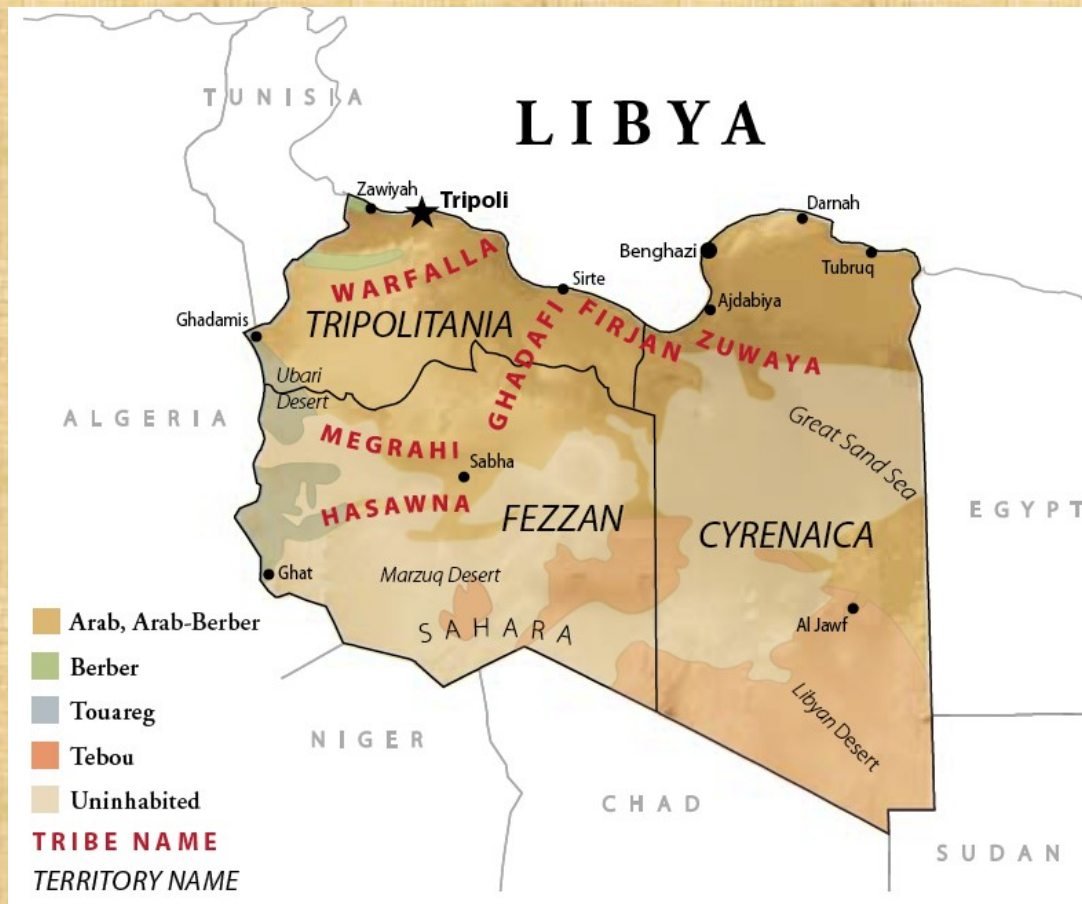 TUNISIA
LIBYA
Zawiyah
Tripoli
Darnah
Benghazi
Tubruq
WARFALLA
Sirte
Ajdabiya
Ghadamis
TRIPOLITANIA
GHADAFI
FIRJAN
ZUWAYA
Ubari
Desert
ALGERIA
MEGRAHI
Great Sand Sea
Sabha
HASAWNA
FEZZAN
CYRENAICA
EGYPT
Ghat
Marzuq Desert
SAHARA
Al Jawf
Libyan Desert
Arab, Arab-Berber
Berber
Touareg
Tebou
Uninhabited
TRIBE NAME
TERRITORY NAME
NIGER
CHAD
SUDAN